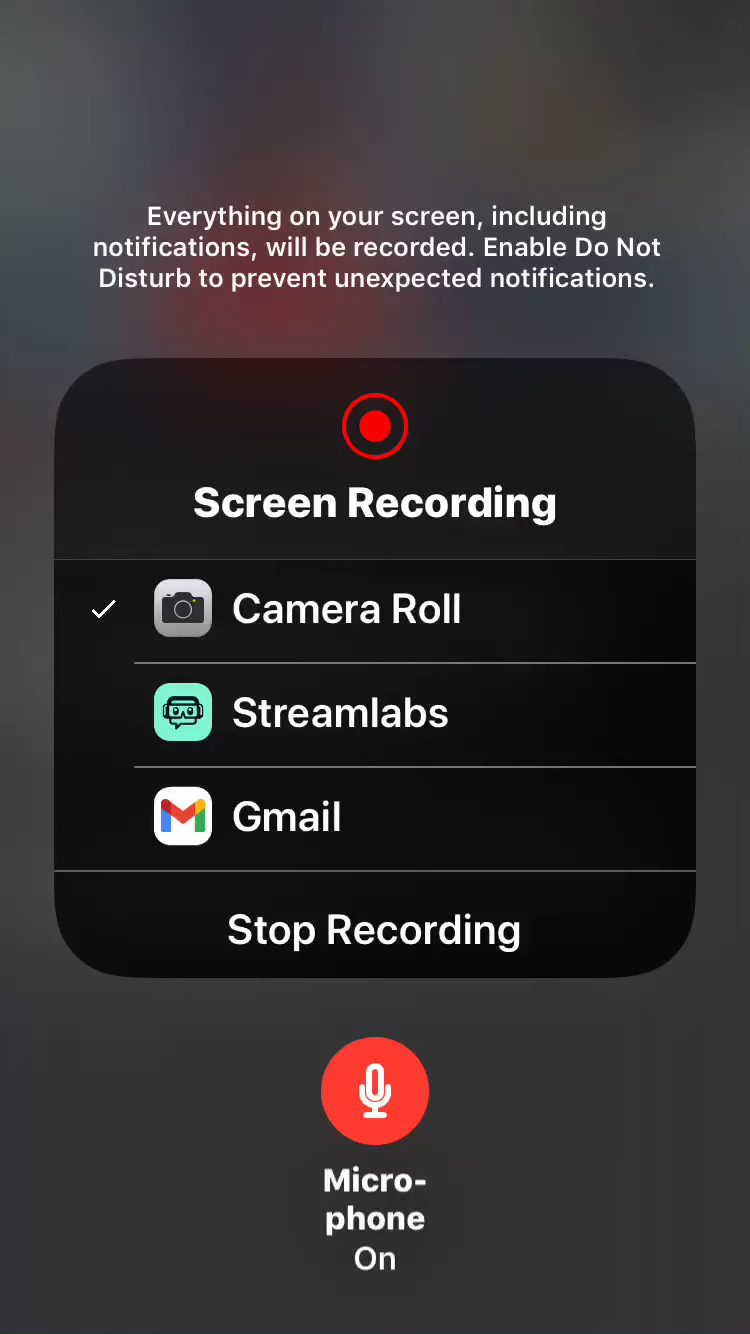 Everything on your screen, including
notifications, will be recorded. Enable Do Not
Disturb to prevent unexpected notifications.
Screen Recording
Camera Roll
Streamlabs
Gmail
Stop Recording
Micro-
phone
On